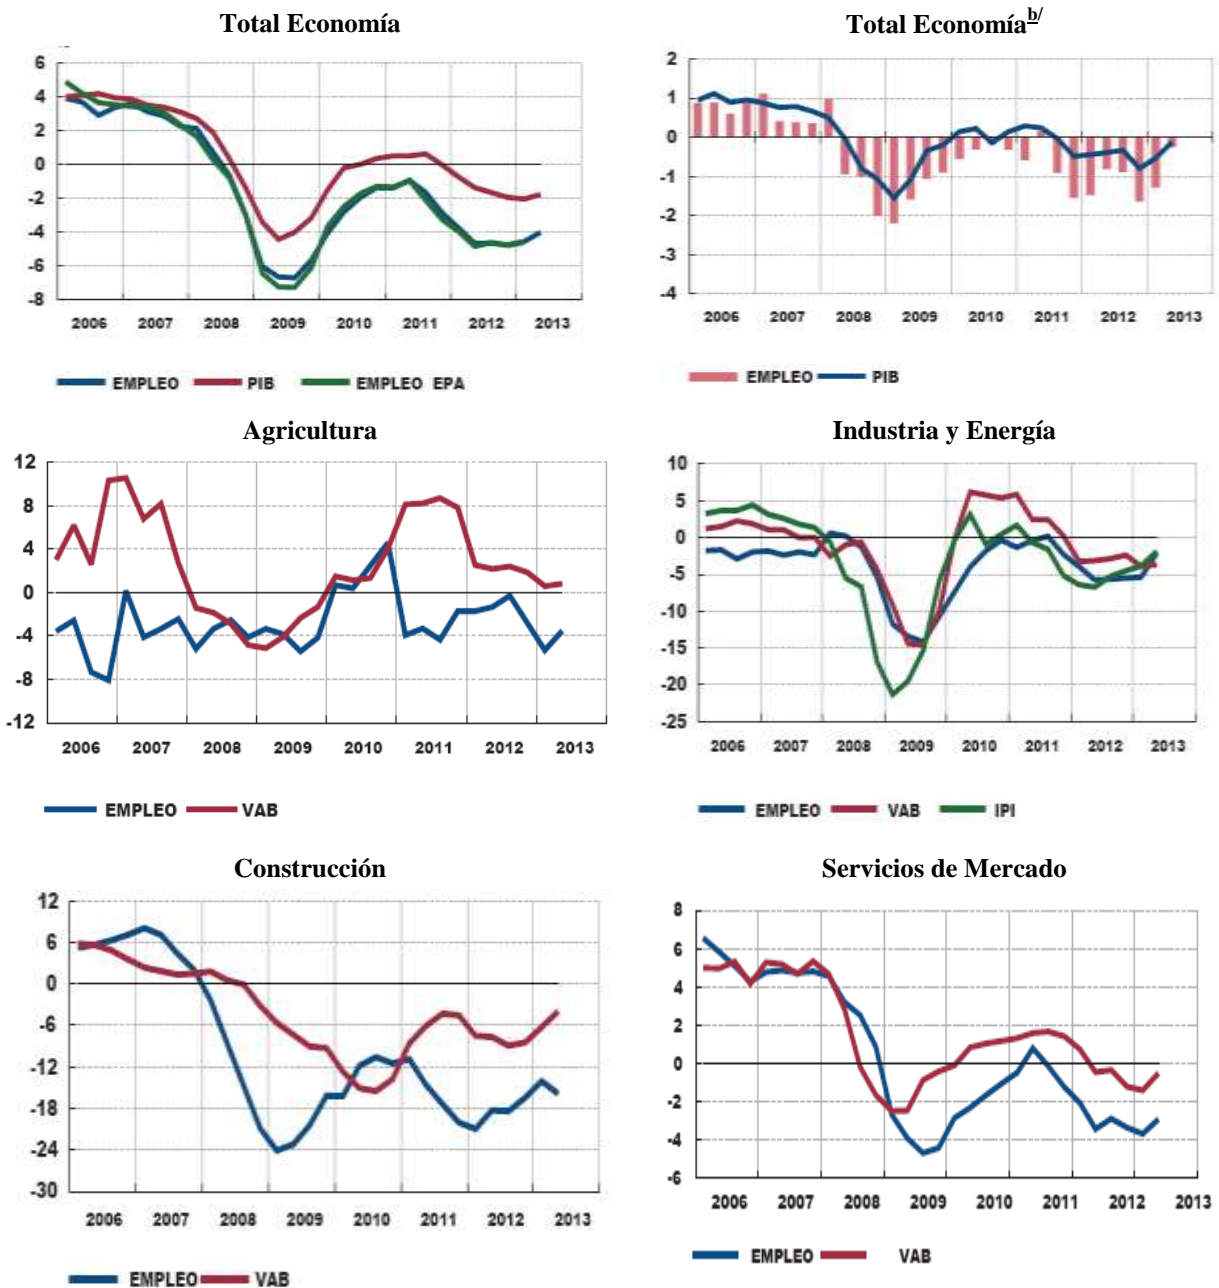 Total Economía
6
4
2
0
-2
-4
-6
-8
2006 2007 2008 2009 2010 2011 2012 2013
EMPLEO PIB EMPLEO EPA
Total Economía b/
2
1
0
-1
-2
-3
-4
2006 2007 2008 2009 2010 2011 2012 2013
EMPLEO PIB
Agricultura
12
8
4
0
-4
-8
-12
2006 2007 2008 2009 2010 2011 2012 2013
EMPLEO VAB
Industria y Energía
10
5
0
-5
-10
-15
-20
-25
2006 2007 2008 2009 2010 2011 2012 2013
EMPLEO VAB IPI
Construcción
12
6
0
-6
-12
-18
-24
-30
2006 2007 2008 2009 2010 2011 2012 2013
EMPLEO VAB
Servicios de Mercado
8
6
4
2
0
-2
-4
-6
2006 2007 2008 2009 2010 2011 2012 2013
EMPLEO VAB